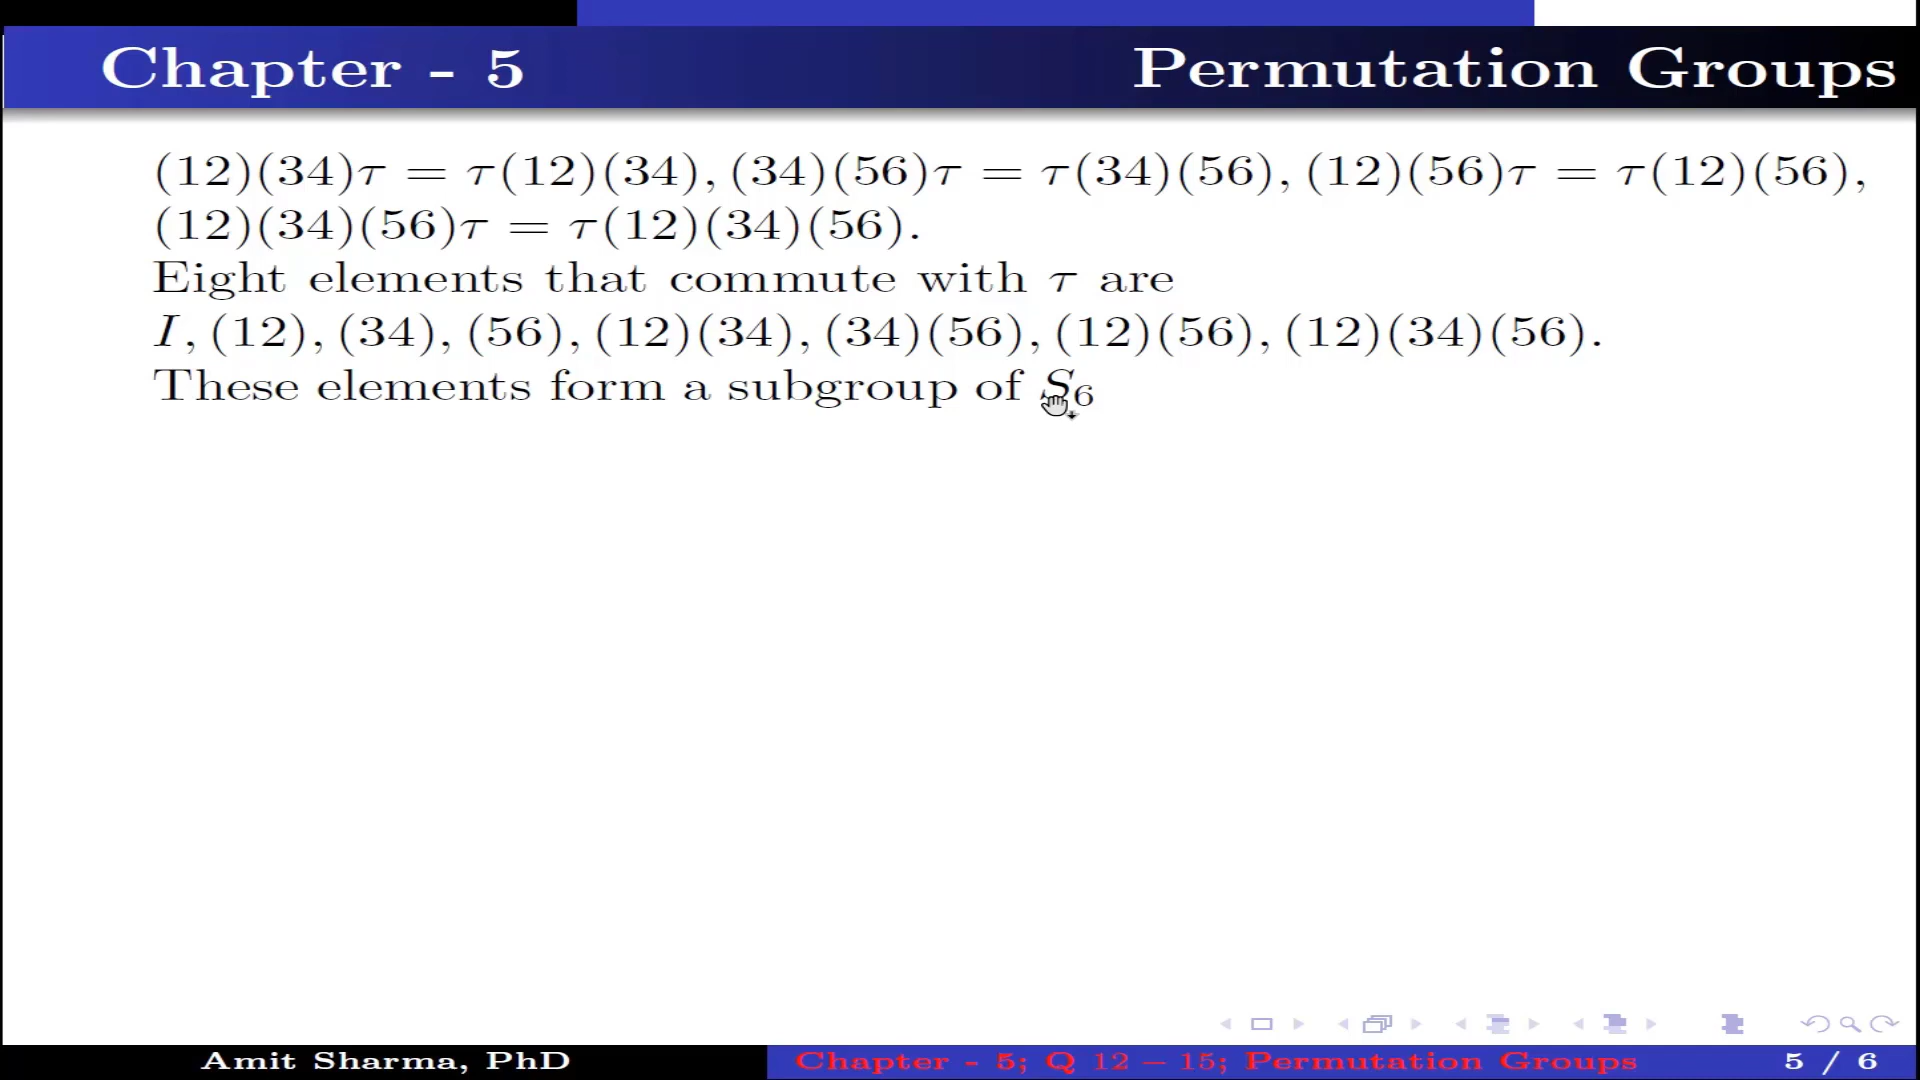 Chapter - 5 Permutation Groups
(12)(34)τ = τ(12)(34), (34)(56)τ = τ(34)(56), (12)(56)τ = τ(12)(56),
(12)(34)(56)τ = τ(12)(34)(56).
Eight elements that commute with τ are
I, (12), (34), (56), (12)(34), (34)(56), (12)(56), (12)(34)(56).
These elements form a subgroup of S₆
Amit Sharma, PhD Chapter - 5; Q 12 − 15; Permutation Groups 5 / 6